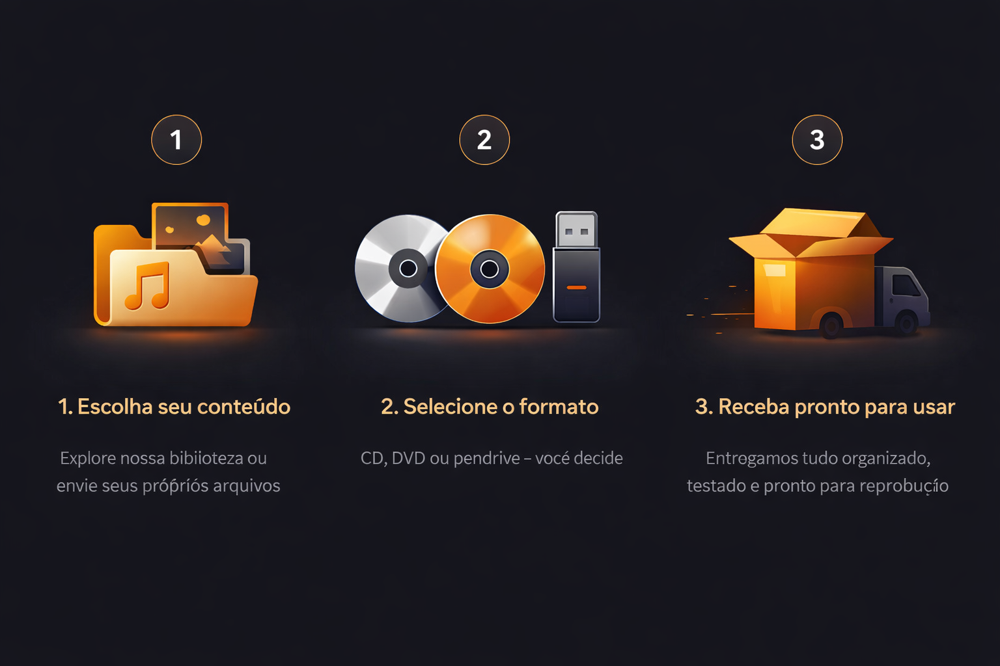 1
2
3
1. Escolha seu conteúdo
Explore nossa bibiioteza ou
envie seus própríós arquivos
2. Selecione o formato
CD, DVD ou pendrive – vocé decide
3. Receba pronto para usar
Entrogamos tudo organizado,
testado e pronto para reprobuçío